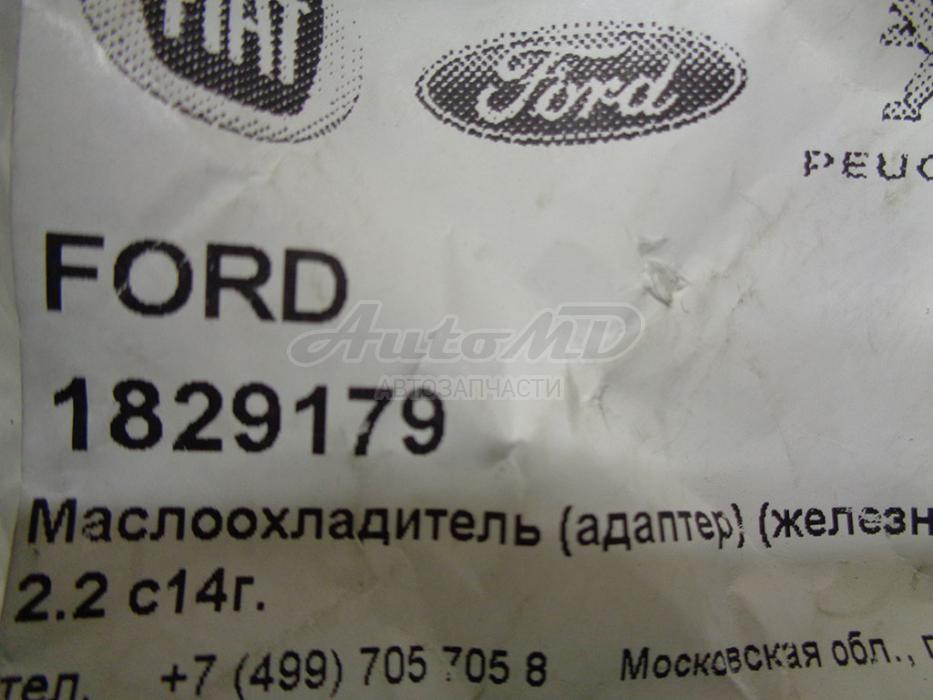 FIAT
Ford
PEUG
FORD
AutoMD
АВТОЗАПЧАСТИ
1829179
Маслоохладитель (адаптер) (железн
2.2 с14г.
тел. +7 (499) 705 705 8 Московская обл., г